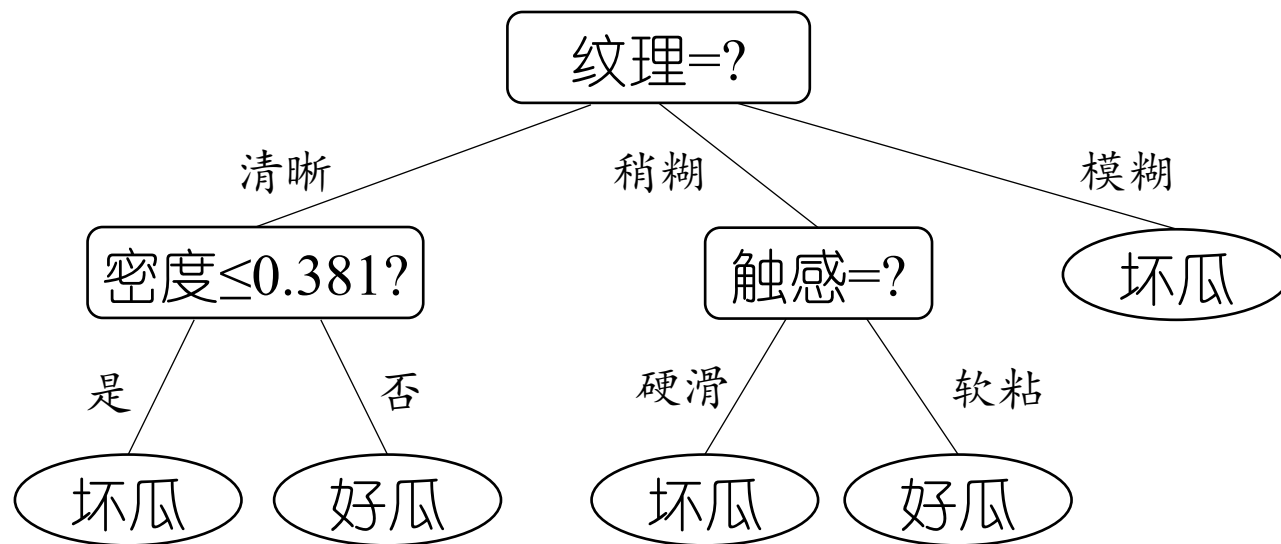 纹理=?
清晰 稍糊 模糊
密度≤0.381? 触感=? 坏瓜
是 否 硬滑 软粘
坏瓜 好瓜 坏瓜 好瓜